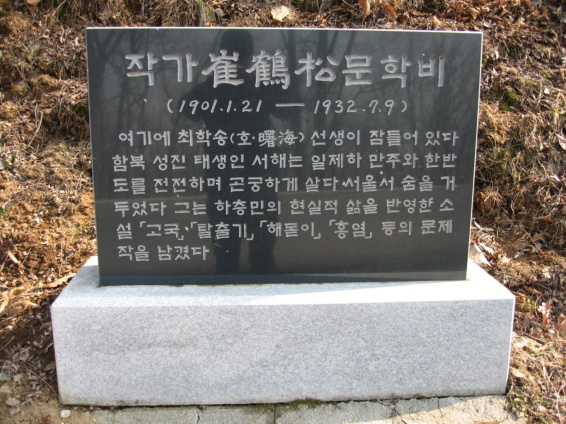 작가崔鶴松문학비
(1901.1.21 — 1932.7.9)
여기에 최학송(호·曙海) 선생이 잠들어 있다
함북 성진 태생인 서해는 일제하 만주와 한반
도를 전전하며 곤궁하게 살다 서울서 숨을 거
두었다 그는 하층민의 현실적 삶을 반영한 소
설 「고국」·「탈출기」, 「해돋이」, 「홍염」, 등의 문제
작을 남겼다